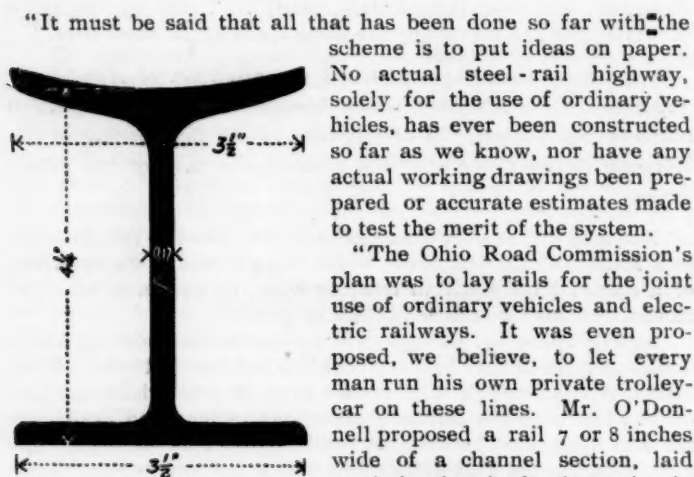 “It must be said that all that has been done so far with the
scheme is to put ideas on paper.
No actual steel-rail highway,
solely for the use of ordinary ve-
hicles, has ever been constructed
so far as we know, nor have any
actual working drawings been pre-
pared or accurate estimates made
to test the merit of the system.
“The Ohio Road Commission’s
plan was to lay rails for the joint
use of ordinary vehicles and elec-
tric railways. It was even pro-
posed, we believe, to let every
man run his own private trolley-
car on these lines. Mr. O’Don-
nell proposed a rail 7 or 8 inches
wide of a channel section, laid
3½"
3½"